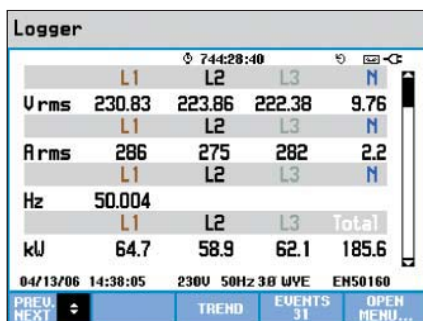 Logger
744:28:40
L1 L2 L3 N
Vrms 230.83 223.86 222.38 9.76
L1 L2 L3 N
Arms 286 275 282 2.2
L1 L2 L3 N
Hz 50.004
L1 L2 L3 Total
kW 64.7 58.9 62.1 185.6
04/13/06 14:38:05 230V 50Hz 3Ø WYE EN50160
PREV. NEXT TREND EVENTS 31 OPEN MENU...